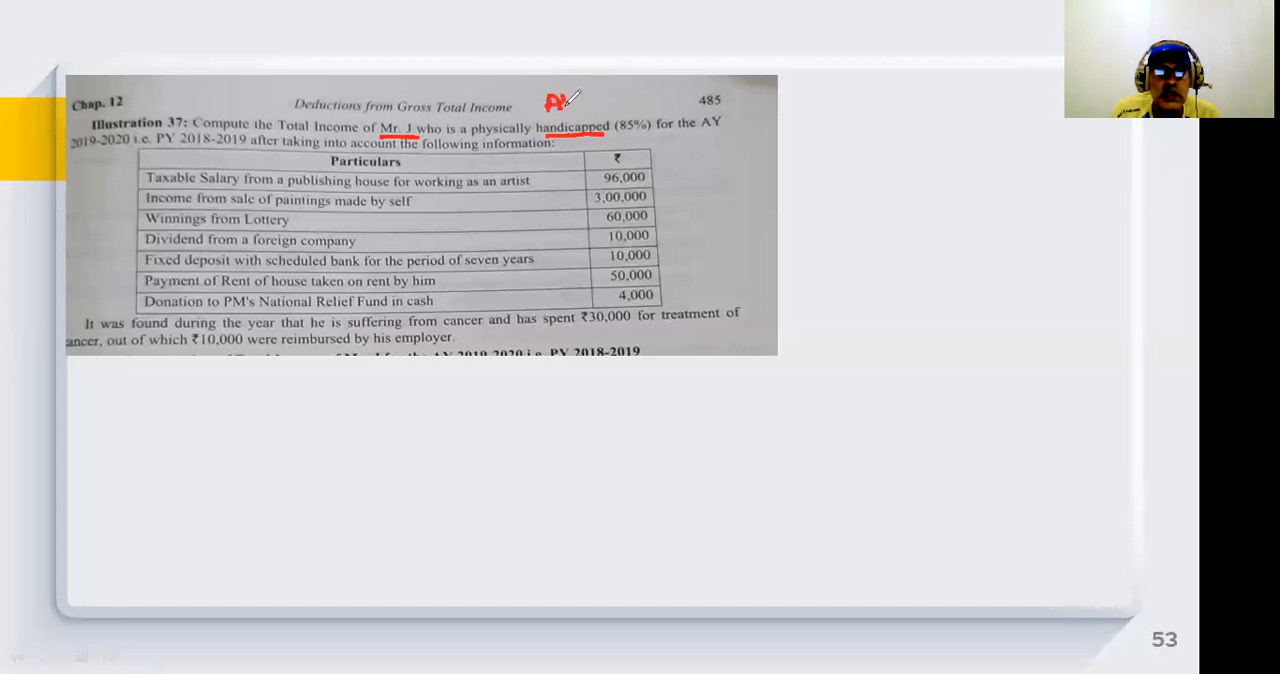 Chap. 12
Deductions from Gross Total Income
485
Illustration 37: Compute the Total Income of Mr. J who is a physically handicapped (85%) for the AY
2019-2020 i.e. PY 2018-2019 after taking into account the following information:
Particulars ₹
Taxable Salary from a publishing house for working as an artist 96,000
Income from sale of paintings made by self 3,00,000
Winnings from Lottery 60,000
Dividend from a foreign company 10,000
Fixed deposit with scheduled bank for the period of seven years 10,000
Payment of Rent of house taken on rent by him 50,000
Donation to PM's National Relief Fund in cash 4,000
It was found during the year that he is suffering from cancer and has spent ₹30,000 for treatment of
ancer, out of which ₹10,000 were reimbursed by his employer.
2019-2020 i.e. PY 2018-2019
53